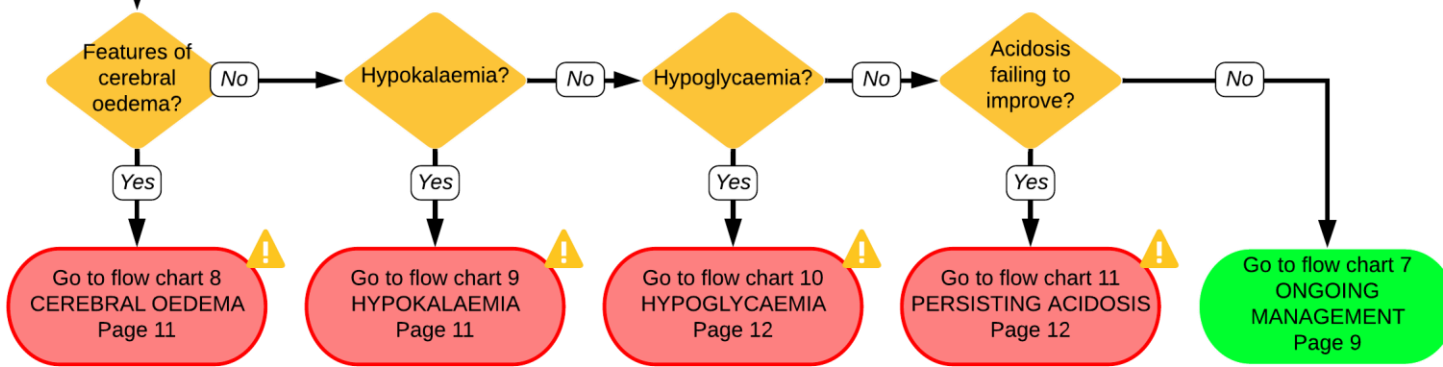 Features of
cerebral
oedema?
No
Hypokalaemia?
No
Hypoglycaemia?
No
Acidosis
failing to
improve?
No
Yes
Yes
Yes
Yes
Go to flow chart 8
CEREBRAL OEDEMA
Page 11
Go to flow chart 9
HYPOKALAEMIA
Page 11
Go to flow chart 10
HYPOGLYCAEMIA
Page 12
Go to flow chart 11
PERSISTING ACIDOSIS
Page 12
Go to flow chart 7
ONGOING
MANAGEMENT
Page 9